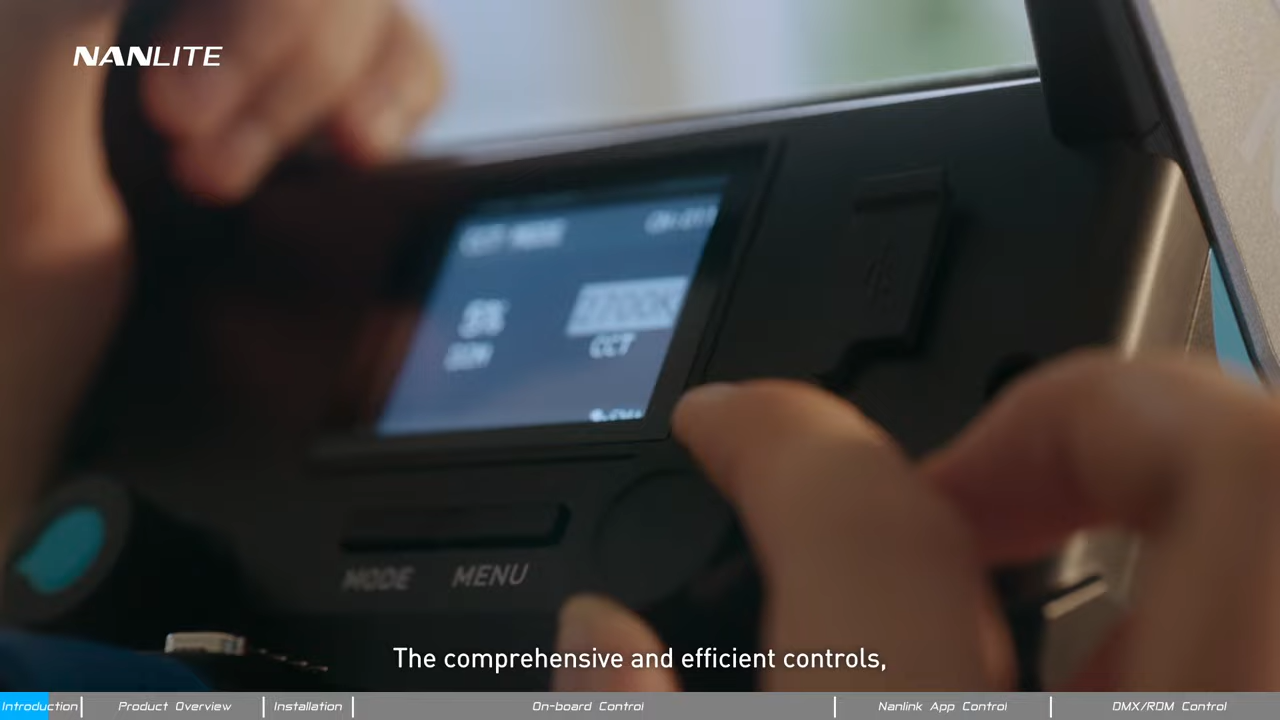 NANLITE
CCT
MODE MENU
The comprehensive and efficient controls,
Introduction Product Overview Installation On-board Control Nanlink App Control DMX/RDM Control